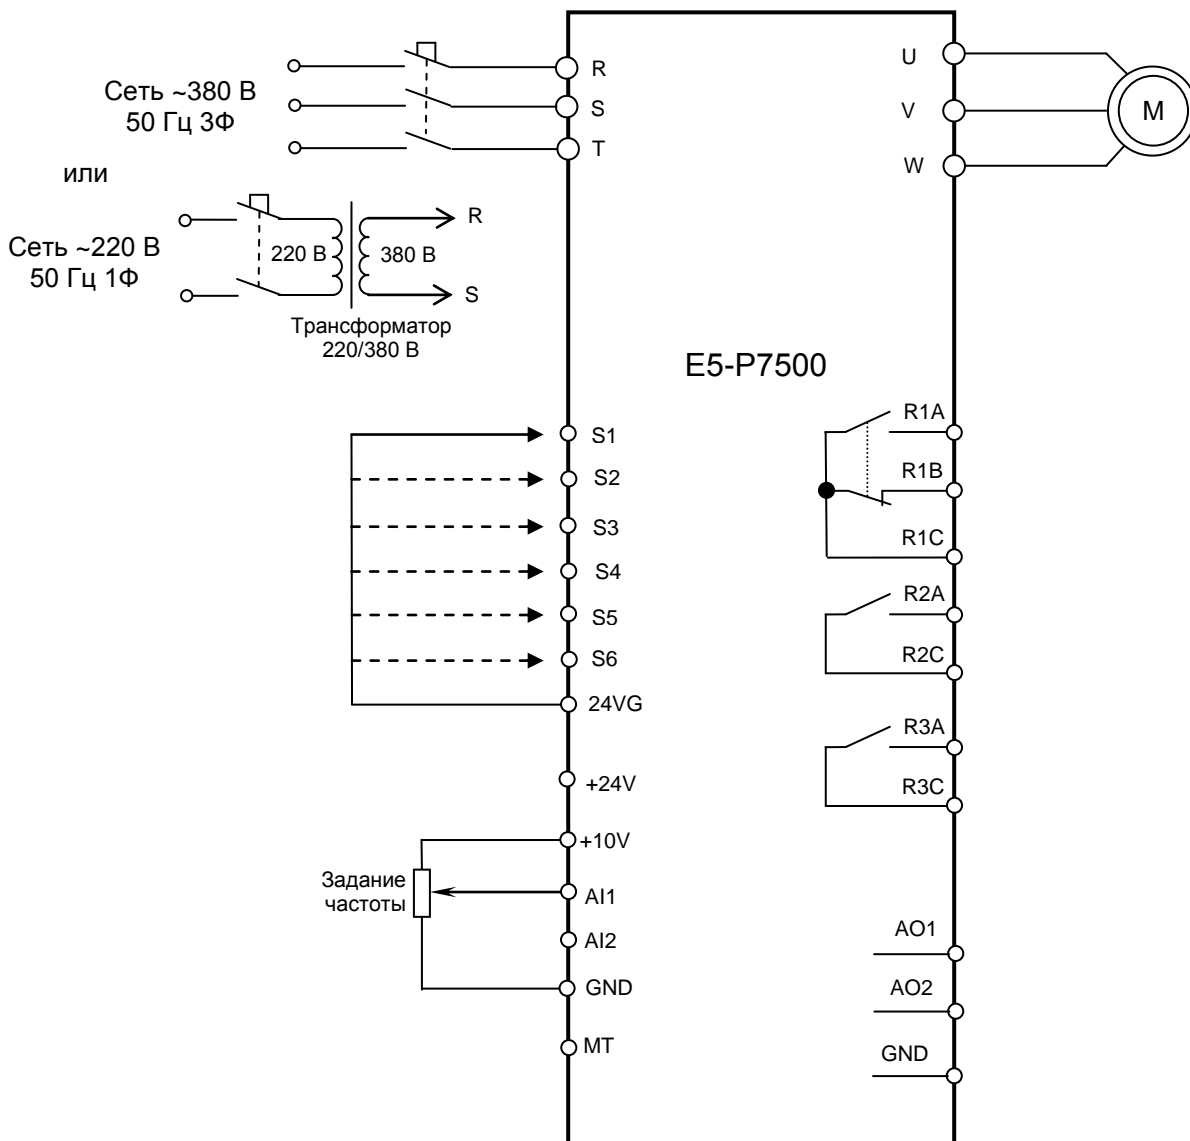 Сеть ~380 В
50 Гц 3Ф
или
Сеть ~220 В
50 Гц 1Ф
220 В
380 В
R
S
Трансформатор
220/380 В
R
S
T
U
V
W
M
E5-P7500
S1
S2
S3
S4
S5
S6
24VG
+24V
+10V
Задание
частоты
AI1
AI2
GND
MT
R1A
R1B
R1C
R2A
R2C
R3A
R3C
AO1
AO2
GND